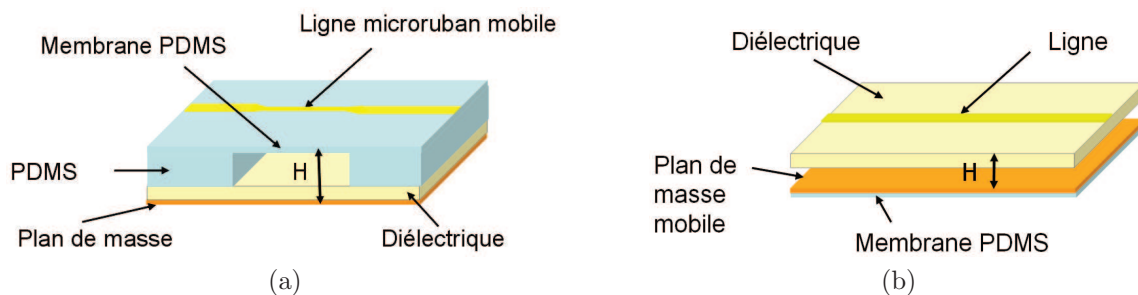 Ligne microruban mobile
Membrane PDMS
PDMS
H
Plan de masse
Diélectrique
(a)
Diélectrique
Ligne
Plan de
masse
mobile
H
Membrane PDMS
(b)